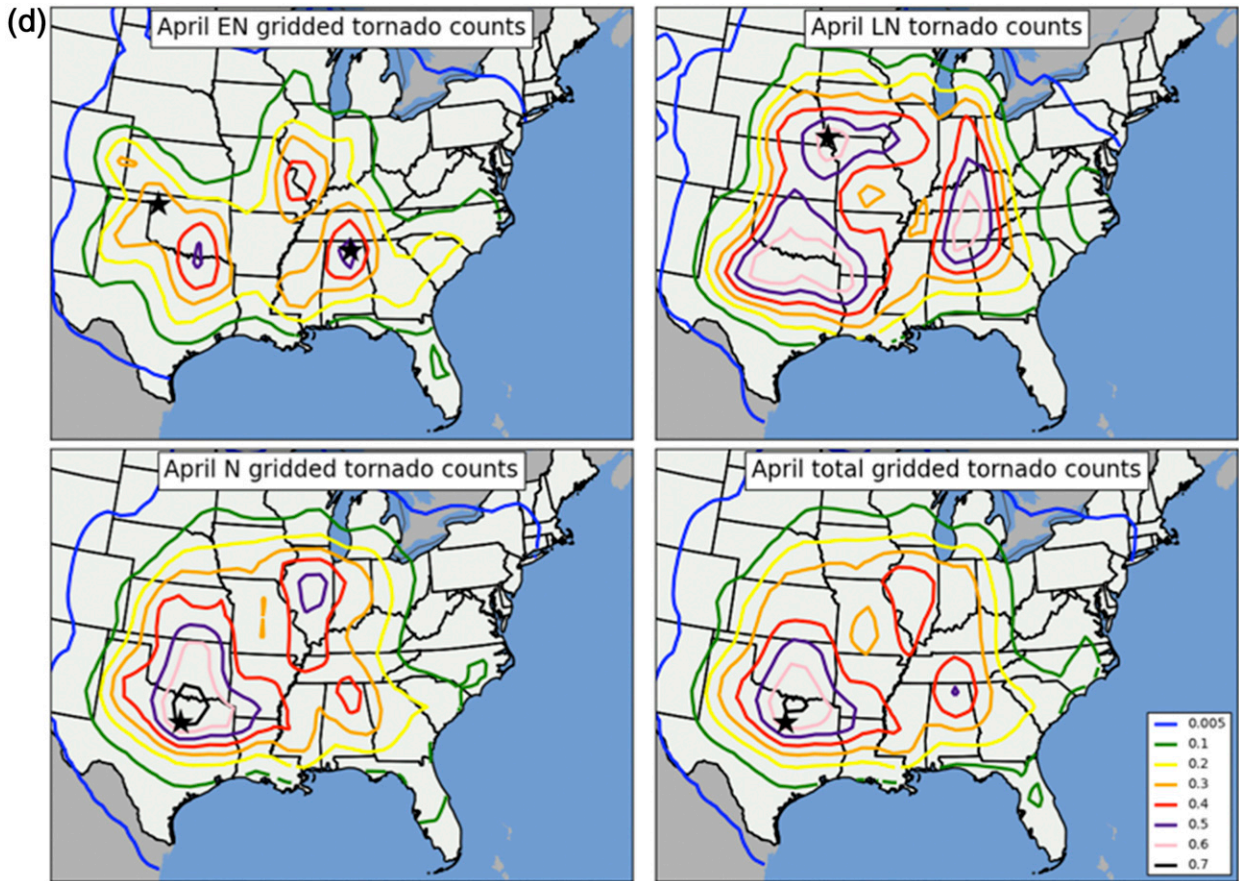 (d)
April EN gridded tornado counts
April LN tornado counts
April N gridded tornado counts
April total gridded tornado counts
0.005
0.1
0.2
0.3
0.4
0.5
0.6
0.7